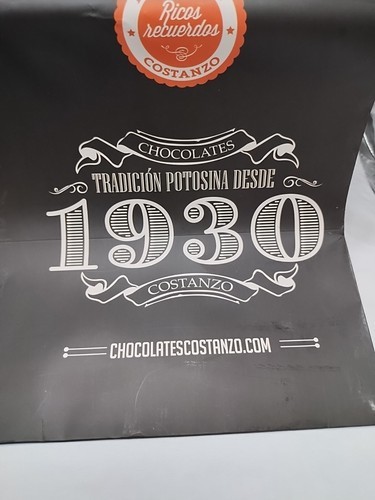 Ricos
recuerdos
COSTANZO
CHOCOLATES
TRADICIÓN POTOSINA DESDE
1930
COSTANZO
CHOCOLATESCOSTANZO.COM